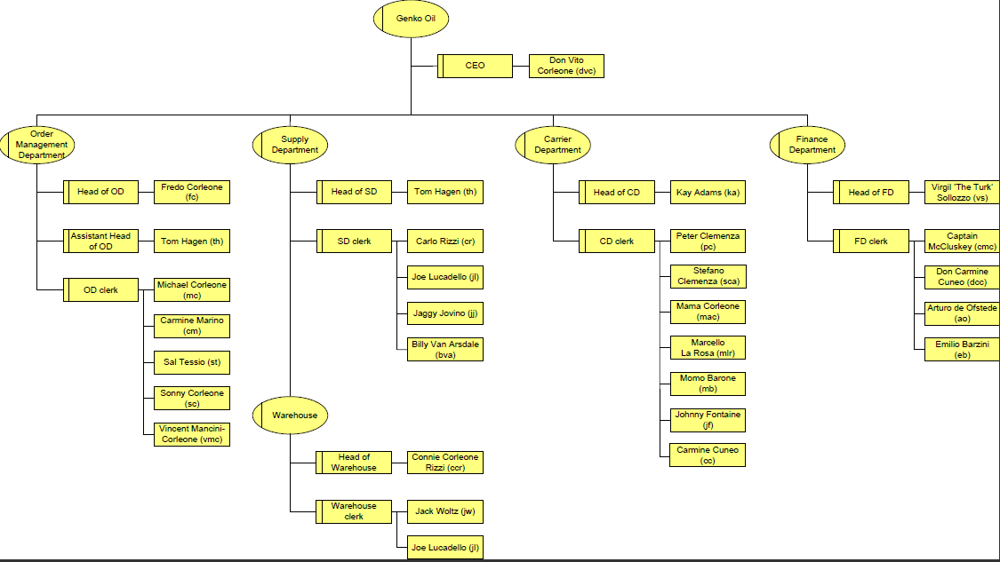 Genko Oil
CEO
Don Vito
Corleone (dvc)
Order
Management
Department
Supply
Department
Carrier
Department
Finance
Department
Head of OD
Fredo Corleone
(fc)
Assistant Head
of OD
Tom Hagen (th)
OD clerk
Michael Corleone
(mc)
Carmine Marino
(cm)
Sal Tessio (st)
Sonny Corleone
(sc)
Vincent Mancini-
Corleone (vmc)
Head of SD
Tom Hagen (th)
SD clerk
Carlo Rizzi (cr)
Joe Lucadello (jl)
Jaggy Jovino (jj)
Billy Van Arsdale
(bva)
Warehouse
Head of
Warehouse
Connie Corleone
Rizzi (ccr)
Warehouse
clerk
Jack Woltz (jw)
Joe Lucadello (jl)
Head of CD
Kay Adams (ka)
CD clerk
Peter Clemenza
(pc)
Stefano
Clemenza (sca)
Mama Corleone
(mac)
Marcello
La Rosa (mlr)
Momo Barone
(mb)
Johnny Fontaine
(jf)
Carmine Cuneo
(cc)
Head of FD
Virgil 'The Turk'
Sollozzo (vs)
FD clerk
Captain
McCluskey (cmc)
Don Carmine
Cuneo (dcc)
Arturo de Ofstede
(ao)
Emilio Barzini
(eb)